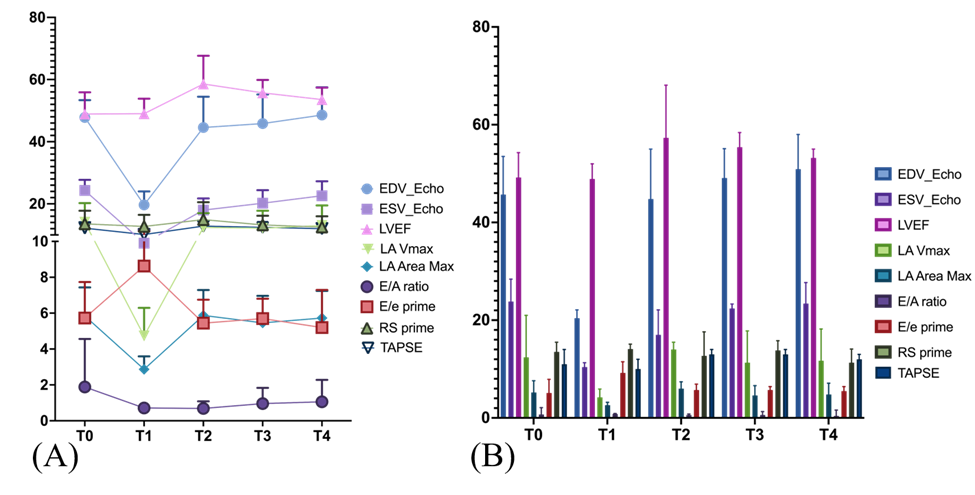 80
60
40
20
10
8
6
4
2
0
T0 T1 T2 T3 T4
EDV_Echo
ESV_Echo
LVEF
LA Vmax
LA Area Max
E/A ratio
E/e prime
RS prime
TAPSE
(A)
80
60
40
20
0
T0 T1 T2 T3 T4
EDV_Echo
ESV_Echo
LVEF
LA Vmax
LA Area Max
E/A ratio
E/e prime
RS prime
TAPSE
(B)